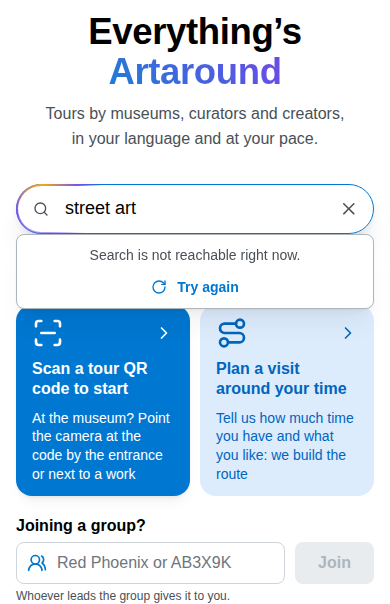 Everything’s
Artaround
Tours by museums, curators and creators,
in your language and at your pace.
street art
Search is not reachable right now.
Try again
Scan a tour QR
code to start
At the museum? Point
the camera at the
code by the entrance
or next to a work
Plan a visit
around your time
Tell us how much time
you have and what
you like: we build the
route
Joining a group?
Red Phoenix or AB3X9K
Join
Whoever leads the group gives it to you.